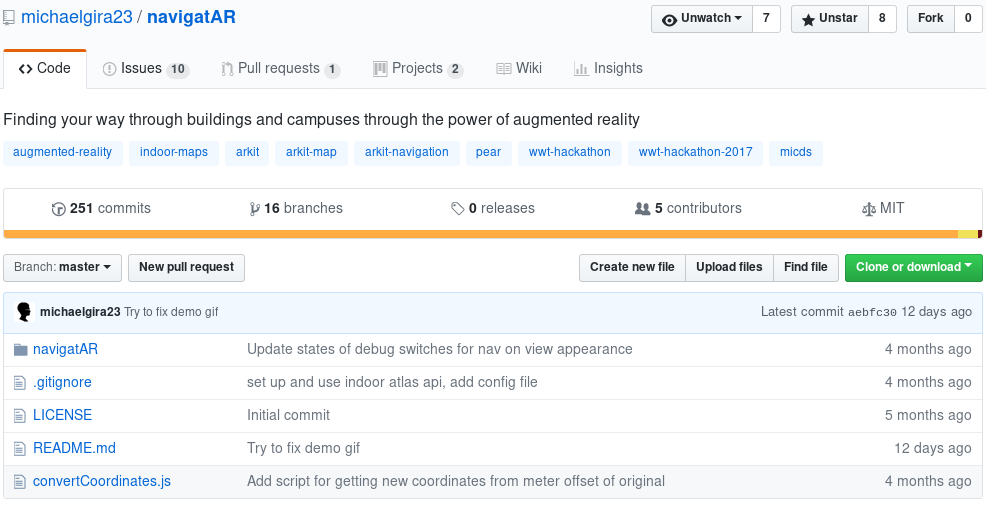 michaelgira23 / navigatAR Unwatch 7 Unstar 8 Fork 0
Code Issues 10 Pull requests 1 Projects 2 Wiki Insights
Finding your way through buildings and campuses through the power of augmented reality
augmented-reality indoor-maps arkit arkit-map arkit-navigation pear wwt-hackathon wwt-hackathon-2017 micds
251 commits 16 branches 0 releases 5 contributors MIT
Branch: master New pull request Create new file Upload files Find file Clone or download
michaelgira23 Try to fix demo gif Latest commit aebfc30 12 days ago
navigatAR Update states of debug switches for nav on view appearance 4 months ago
.gitignore set up and use indoor atlas api, add config file 4 months ago
LICENSE Initial commit 5 months ago
README.md Try to fix demo gif 12 days ago
convertCoordinates.js Add script for getting new coordinates from meter offset of original 4 months ago